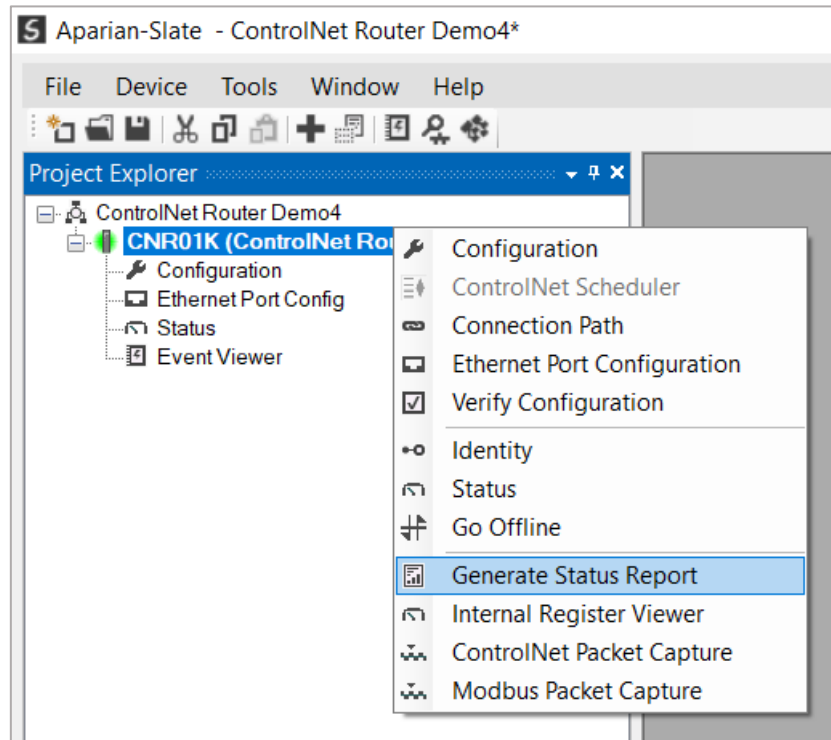 Aparian-Slate - ControlNet Router Demo4*
File Device Tools Window Help
Project Explorer
ControlNet Router Demo4
CNR01K (ControlNet Rou
Configuration
Ethernet Port Config
Status
Event Viewer
Configuration
ControlNet Scheduler
Connection Path
Ethernet Port Configuration
Verify Configuration
Identity
Status
Go Offline
Generate Status Report
Internal Register Viewer
ControlNet Packet Capture
Modbus Packet Capture